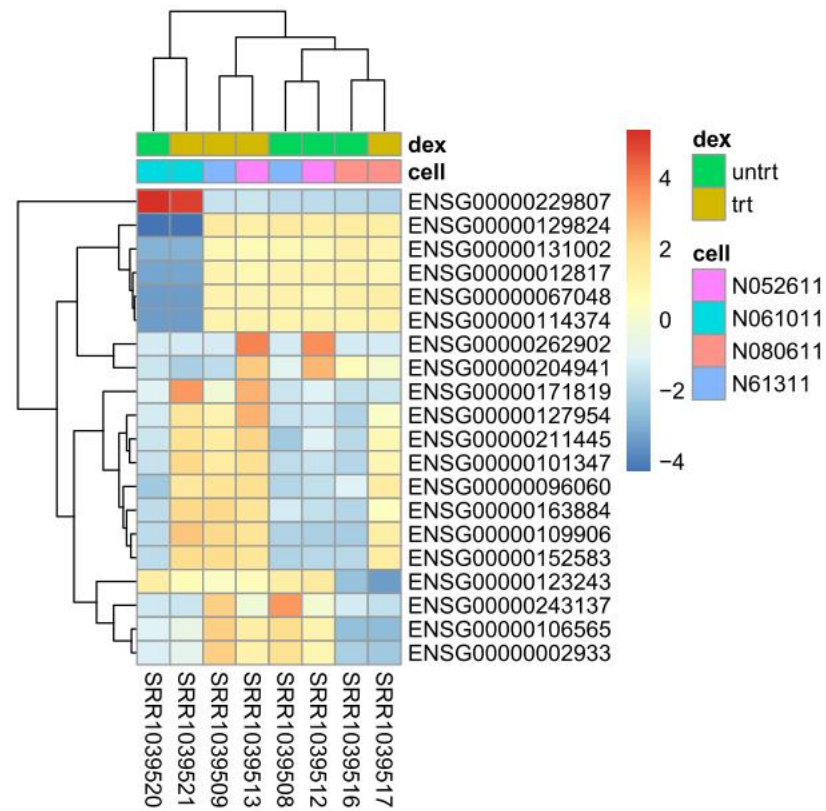 dex
cell
ENSG00000229807
ENSG00000129824
ENSG00000131002
ENSG00000012817
ENSG00000067048
ENSG00000114374
ENSG00000262902
ENSG00000204941
ENSG00000171819
ENSG00000127954
ENSG00000211445
ENSG00000101347
ENSG00000096060
ENSG00000163884
ENSG00000109906
ENSG00000152583
ENSG00000123243
ENSG00000243137
ENSG00000106565
ENSG00000002933
SRR1039520
SRR1039521
SRR1039509
SRR1039513
SRR1039508
SRR1039512
SRR1039516
SRR1039517
4
2
0
−2
−4
dex
untrt
trt
cell
N052611
N061011
N080611
N61311